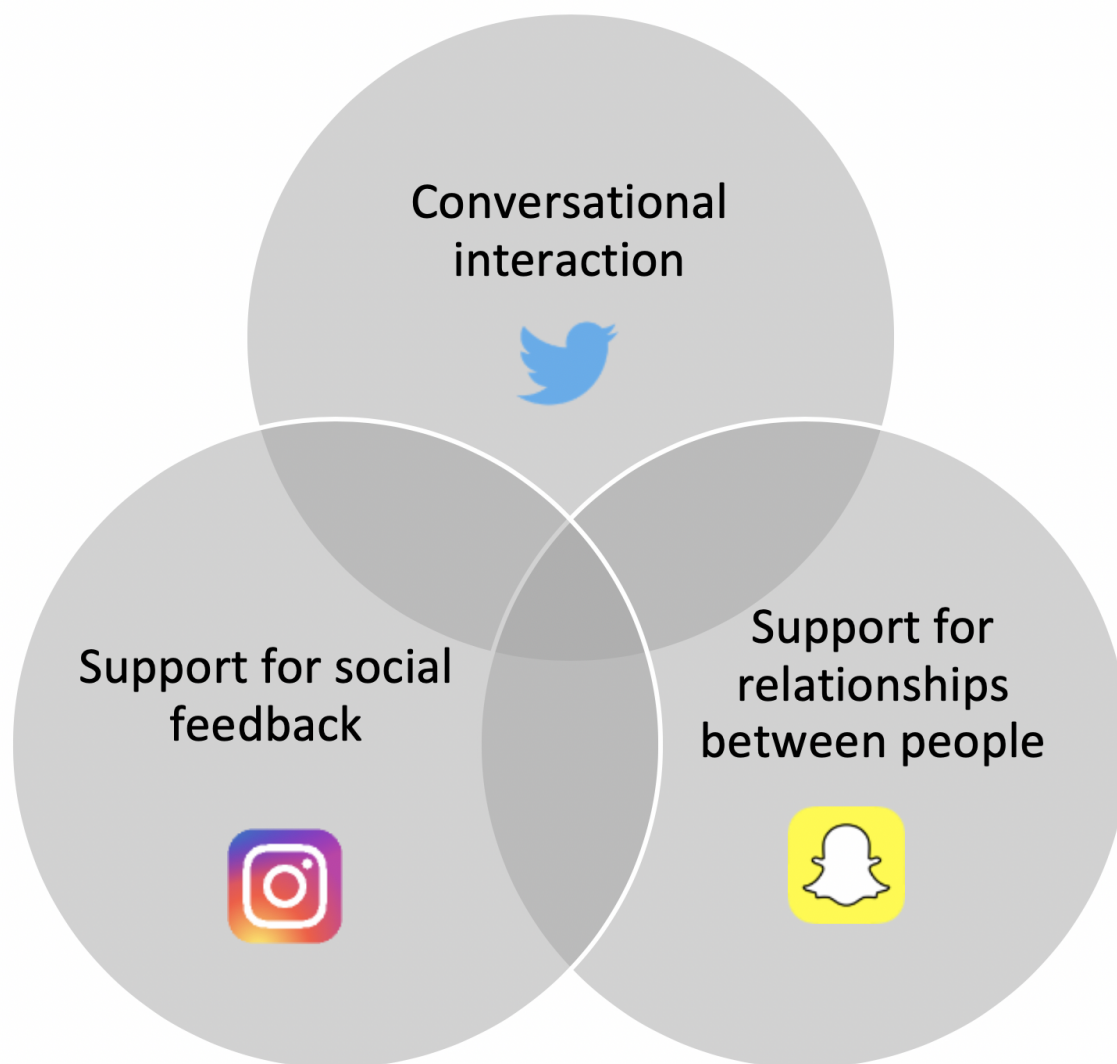 Conversational
interaction
Support for social
feedback
Support for
relationships
between people